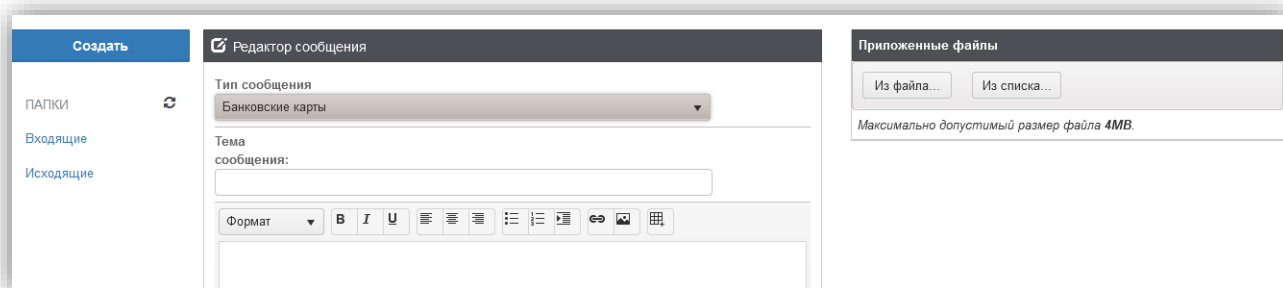 Создать
ПАПКИ
Входящие
Исходящие
Редактор сообщения
Тип сообщения
Банковские карты
Тема
сообщения:
Формат B I U
Приложенные файлы
Из файла... Из списка...
Максимально допустимый размер файла 4MB.